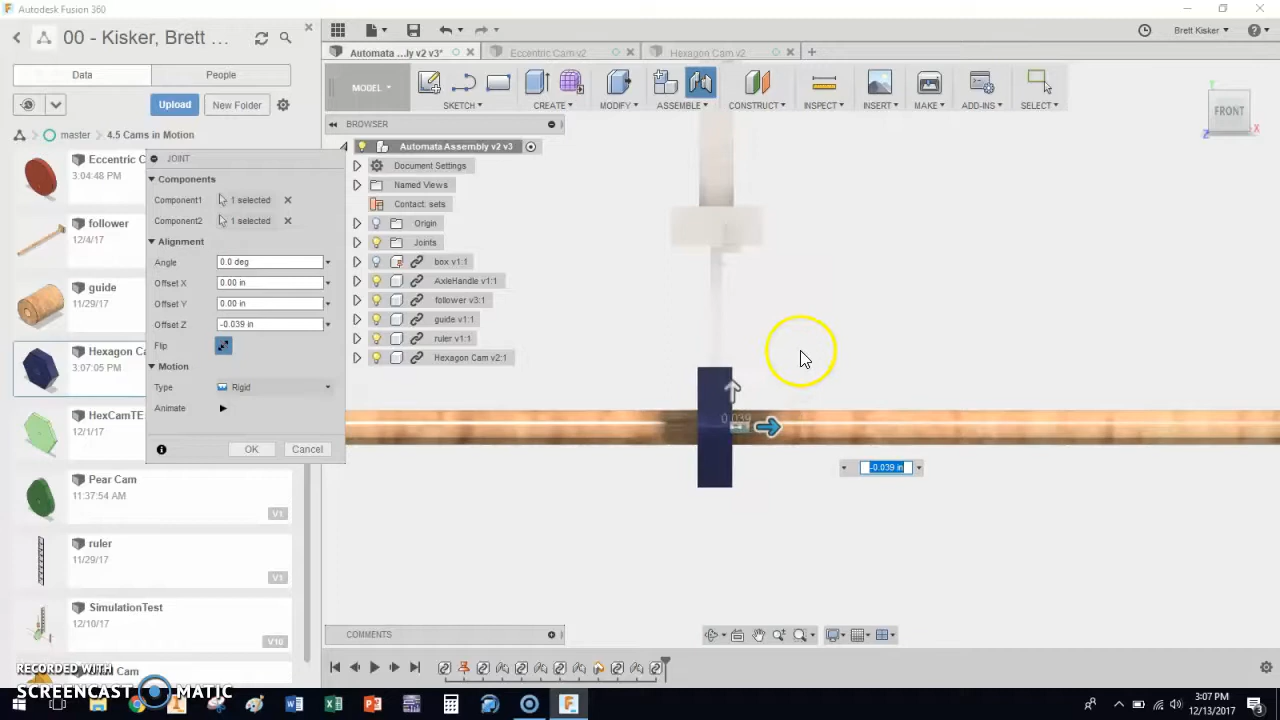 Autodesk Fusion 360
00 - Kisker, Brett ...
Automata ...ly v2 v3*
Eccentric Cam v2
Hexagon Cam v2
Brett Kisker
Data
People
Upload
New Folder
MODEL
SKETCH
CREATE
MODIFY
ASSEMBLE
CONSTRUCT
INSPECT
INSERT
MAKE
ADD-INS
SELECT
FRONT
Y
Z
X
BROWSER
master
4.5 Cams in Motion
Automata Assembly v2 v3
Document Settings
Named Views
Contact sets
Origin
Joints
box v1:1
AxleHandle v1:1
follower v3:1
guide v1:1
ruler v1:1
Hexagon Cam v2:1
Eccentric C
3:04:48 PM
follower
12/4/17
guide
11/29/17
Hexagon Ca
3:07:05 PM
HexCamTE
12/1/17
Pear Cam
11:37:54 AM
V1
ruler
11/29/17
V1
SimulationTest
12/10/17
V10
Cam
JOINT
Components
Component1
1 selected
Component2
1 selected
Alignment
Angle
0.0 deg
Offset X
0.00 in
Offset Y
0.00 in
Offset Z
-0.039 in
Flip
Motion
Type
Rigid
Animate
OK
Cancel
0.039
-0.039 in
COMMENTS
RECORDED WITH
SCREENCAST MATIC
3:07 PM
12/13/2017